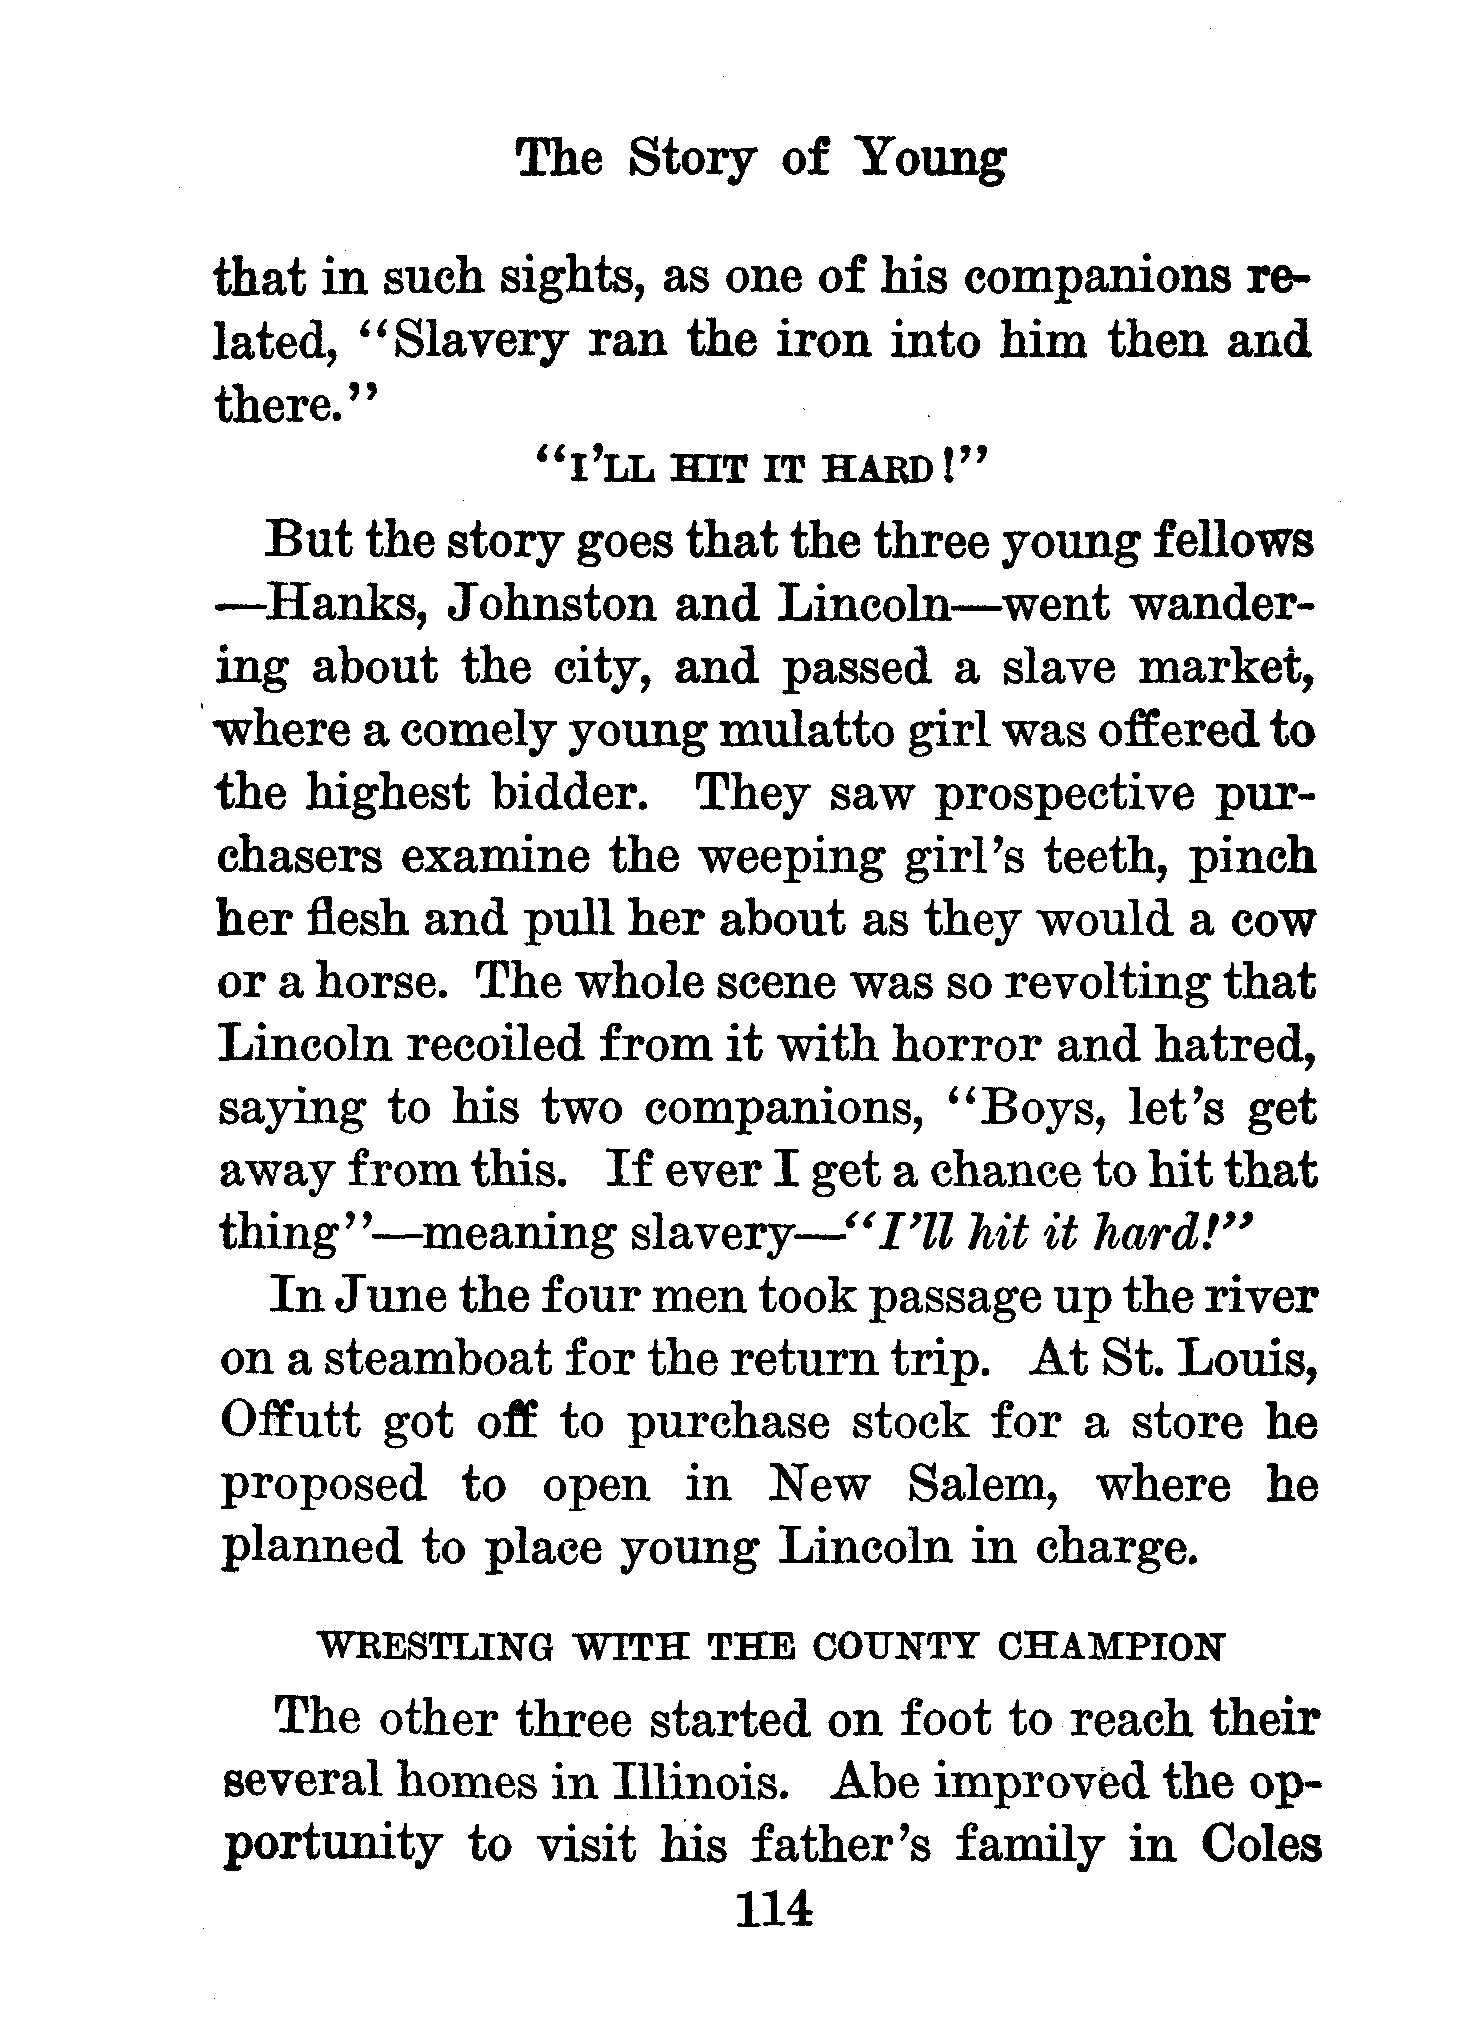 The Story of Young
that in such sights, as one of his companions re-
lated, "Slavery ran the iron into him then and
there."
"I'LL HIT IT HARD!"
But the story goes that the three young fellows
—Hanks, Johnston and Lincoln—went wander-
ing about the city, and passed a slave market,
where a comely young mulatto girl was offered to
the highest bidder. They saw prospective pur-
chasers examine the weeping girl's teeth, pinch
her flesh and pull her about as they would a cow
or a horse. The whole scene was so revolting that
Lincoln recoiled from it with horror and hatred,
saying to his two companions, "Boys, let's get
away from this. If ever I get a chance to hit that
thing"—meaning slavery—"I'll hit it hard!"
In June the four men took passage up the river
on a steamboat for the return trip. At St. Louis,
Offutt got off to purchase stock for a store he
proposed to open in New Salem, where he
planned to place young Lincoln in charge.
WRESTLING WITH THE COUNTY CHAMPION
The other three started on foot to reach their
several homes in Illinois. Abe improved the op-
portunity to visit his father's family in Coles
114